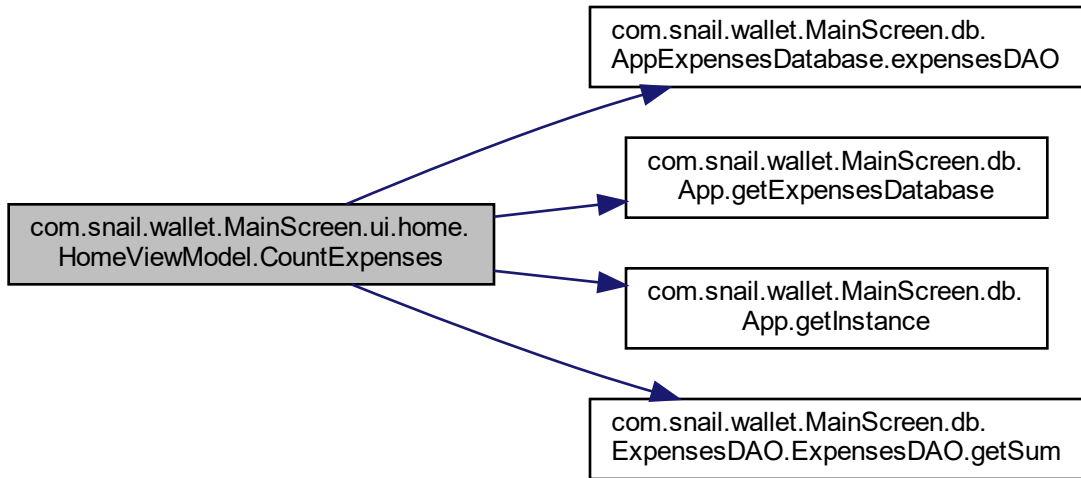 com.snail.wallet.MainScreen.db.
AppExpensesDatabase.expensesDAO
com.snail.wallet.MainScreen.db.
App.getExpensesDatabase
com.snail.wallet.MainScreen.ui.home.
HomeViewModel.CountExpenses
com.snail.wallet.MainScreen.db.
App.getInstance
com.snail.wallet.MainScreen.db.
ExpensesDAO.ExpensesDAO.getSum